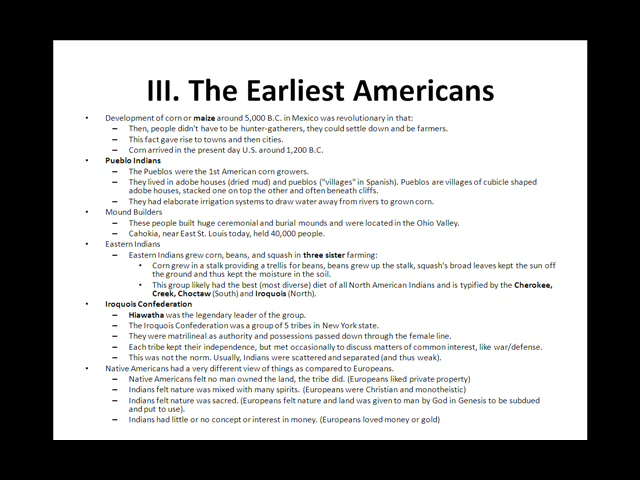 III. The Earliest Americans
• Development of corn or maize around 5,000 B.C. in Mexico was revolutionary in that:
– Then, people didn't have to be hunter-gatherers, they could settle down and be farmers.
– This fact gave rise to towns and then cities.
– Corn arrived in the present day U.S. around 1,200 B.C.
• Pueblo Indians
– The Pueblos were the 1st American corn growers.
– They lived in adobe houses (dried mud) and pueblos ("villages" in Spanish). Pueblos are villages of cubicle shaped
adobe houses, stacked one on top the other and often beneath cliffs.
– They had elaborate irrigation systems to draw water away from rivers to grown corn.
• Mound Builders
– These people built huge ceremonial and burial mounds and were located in the Ohio Valley.
– Cahokia, near East St. Louis today, held 40,000 people.
• Eastern Indians
– Eastern Indians grew corn, beans, and squash in three sister farming:
• Corn grew in a stalk providing a trellis for beans, beans grew up the stalk, squash's broad leaves kept the sun off
the ground and thus kept the moisture in the soil.
• This group likely had the best (most diverse) diet of all North American Indians and is typified by the Cherokee,
Creek, Choctaw (South) and Iroquois (North).
• Iroquois Confederation
– Hiawatha was the legendary leader of the group.
– The Iroquois Confederation was a group of 5 tribes in New York state.
– They were matrilineal as authority and possessions passed down through the female line.
– Each tribe kept their independence, but met occasionally to discuss matters of common interest, like war/defense.
– This was not the norm. Usually, Indians were scattered and separated (and thus weak).
• Native Americans had a very different view of things as compared to Europeans.
– Native Americans felt no man owned the land, the tribe did. (Europeans liked private property)
– Indians felt nature was mixed with many spirits. (Europeans were Christian and monotheistic)
– Indians felt nature was sacred. (Europeans felt nature and land was given to man by God in Genesis to be subdued
and put to use).
– Indians had little or no concept or interest in money. (Europeans loved money or gold)